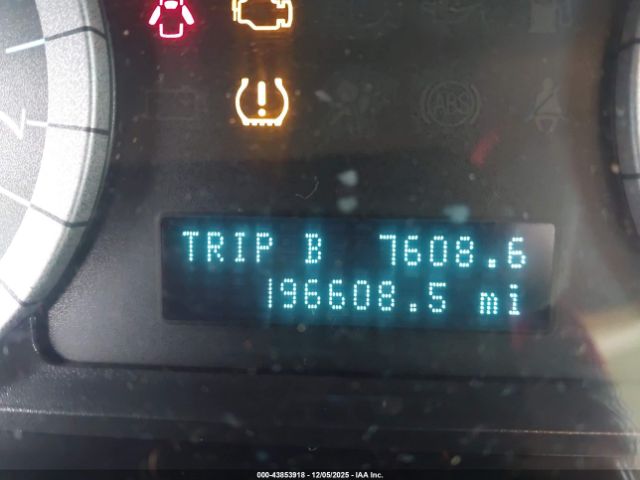 ABS
TRIP B 7608.6
196608.5 mi
000-43853918 - 12/05/2025 - IAA Inc.